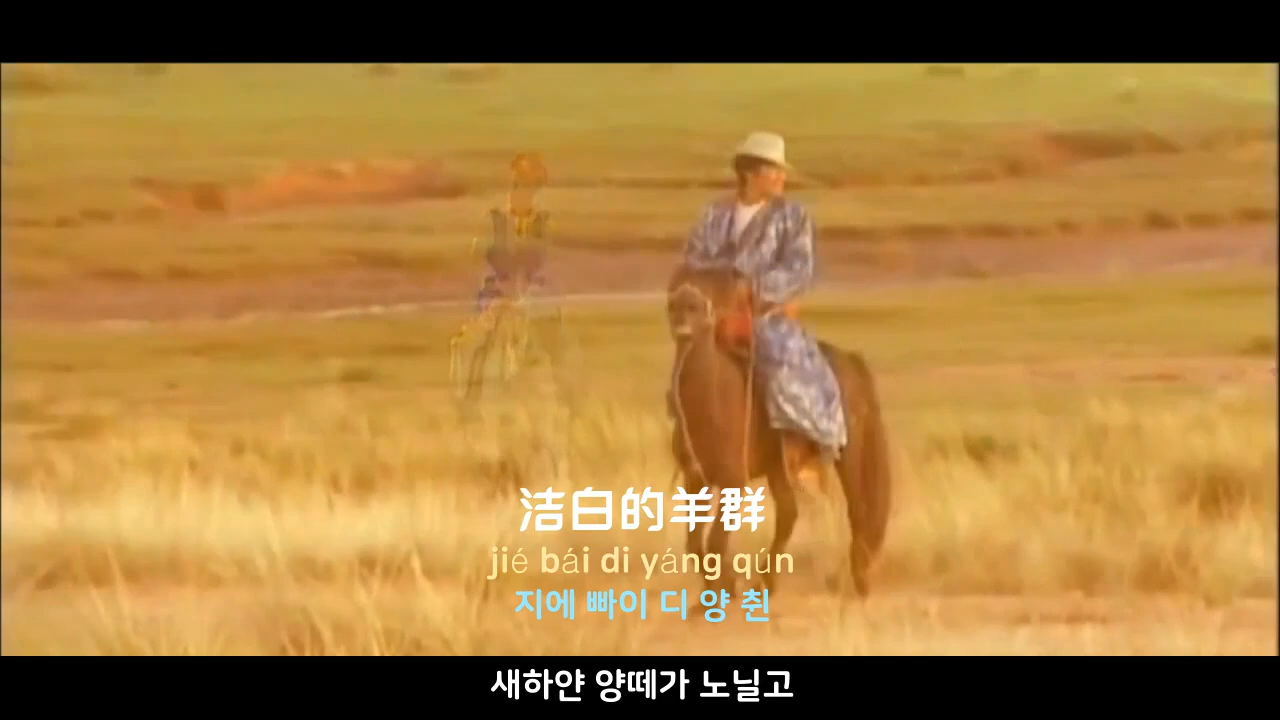 洁白的羊群
jié bái di yáng qún
지에 빠이 디 양 췬
새하얀 양떼가 노닐고